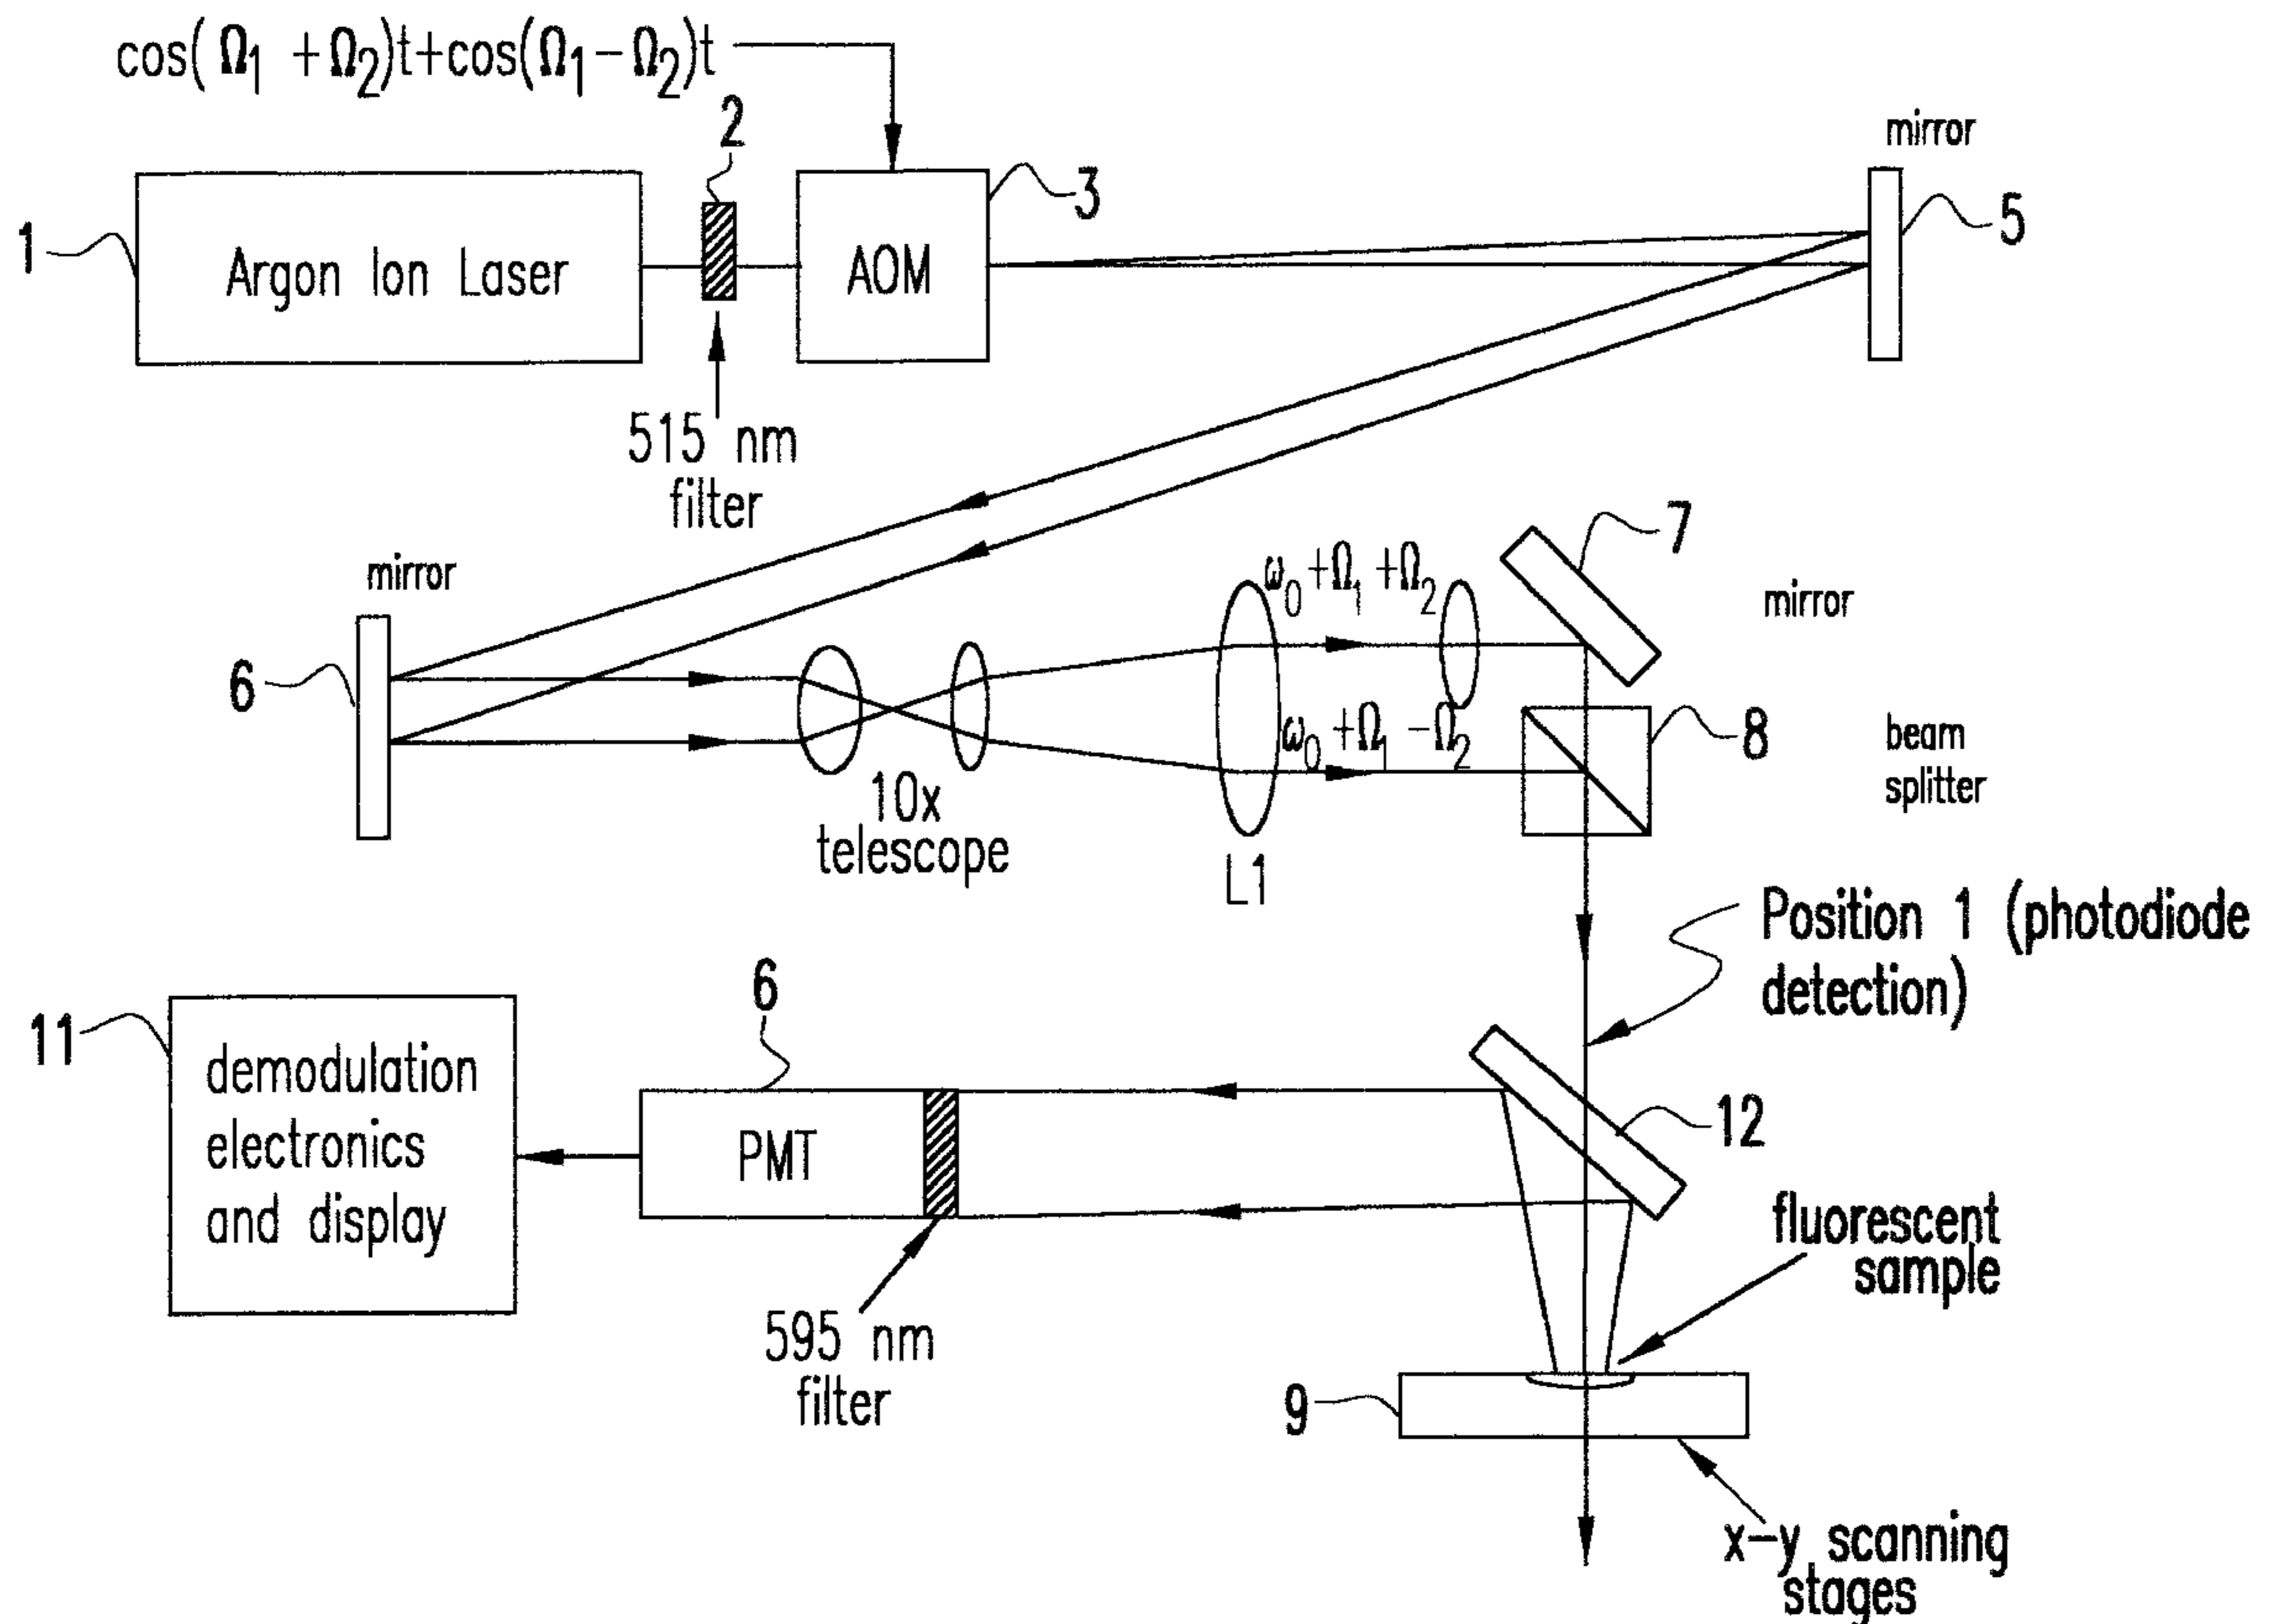 cos(Ω₁ +Ω₂)t+cos(Ω₁-Ω₂)t
2
mirror
1
Argon Ion Laser
AOM
3
5
515 nm
filter
7
mirror
mirror
ω₀+Ω₁ +Ω₂
6
ω₀+Ω₁ -Ω₂
8
beam
splitter
10x
telescope
L1
Position 1 (photodiode
detection)
6
11
demodulation
electronics
and display
PMT
12
fluorescent
sample
595 nm
filter
9
x-y scanning
stages